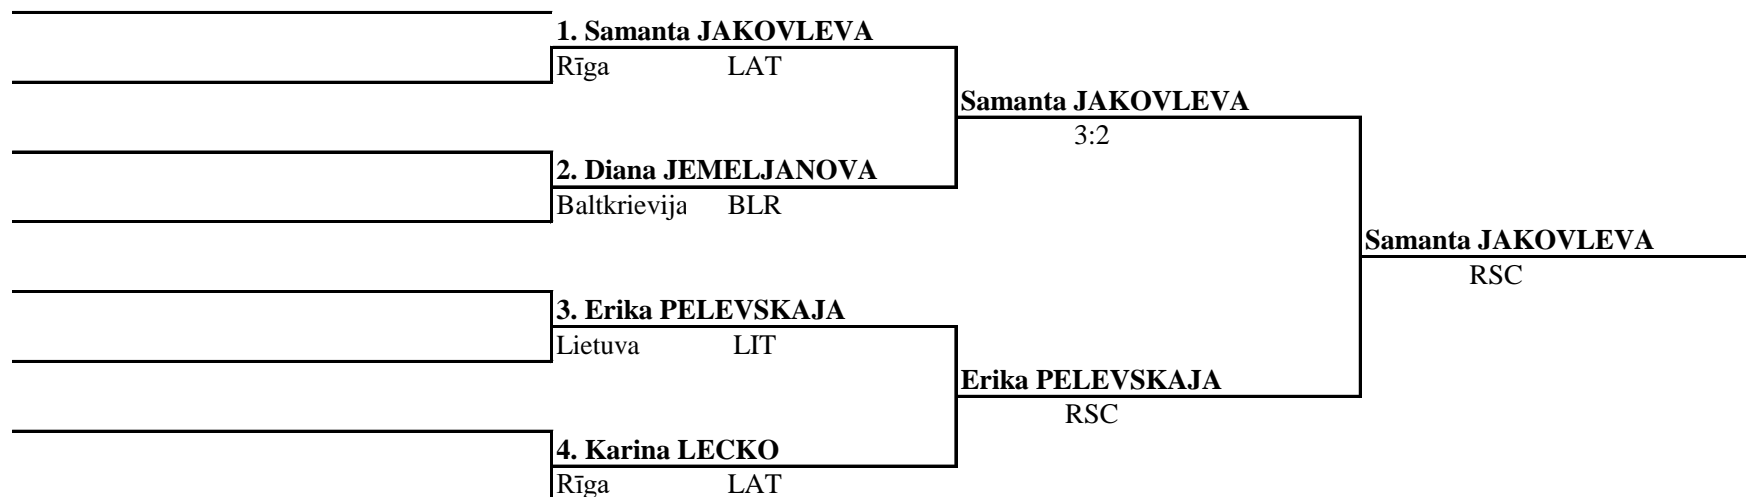 1. Samanta JAKOVLEVA
Rīga LAT
Samanta JAKOVLEVA
3:2
2. Diana JEMELJANOVA
Baltkrievija BLR
Samanta JAKOVLEVA
RSC
3. Erika PELEVSKAJA
Lietuva LIT
Erika PELEVSKAJA
RSC
4. Karina LECKO
Rīga LAT